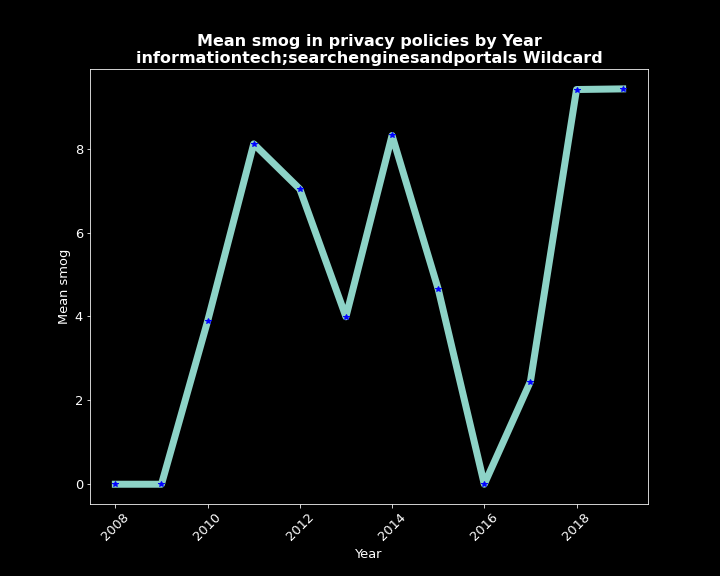 Mean smog in privacy policies by Year
informationtech;searchenginesandportals Wildcard
Mean smog
8
6
4
2
0
2008
2010
2012
2014
2016
2018
Year